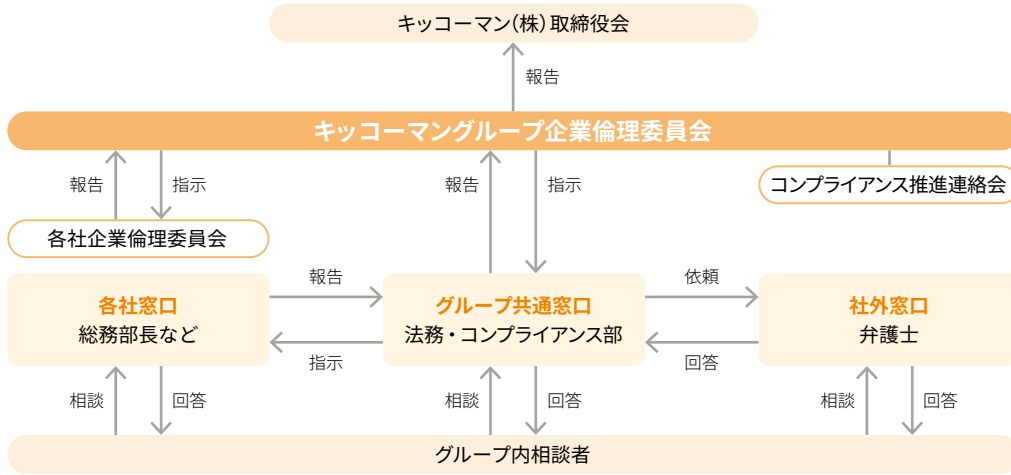 キッコーマン(株)取締役会
報告
キッコーマングループ企業倫理委員会
報告
指示
報告
指示
コンプライアンス推進連絡会
各社企業倫理委員会
各社窓口
総務部長など
報告
指示
グループ共通窓口
法務・コンプライアンス部
依頼
回答
社外窓口
弁護士
相談
回答
相談
回答
相談
回答
グループ内相談者